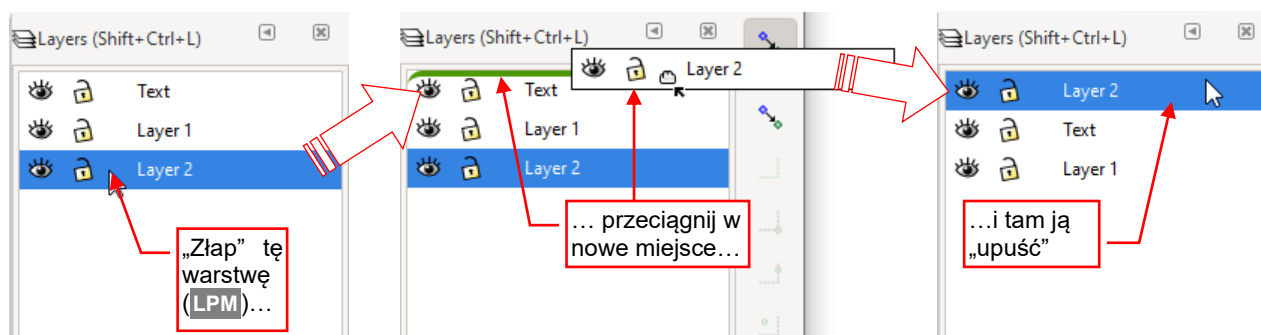 Layers (Shift+Ctrl+L)
Text
Layer 1
Layer 2
„Złap” tę
warstwę
(LPM)…
Layers (Shift+Ctrl+L)
Layer 2
Text
Layer 1
Layer 2
… przeciągnij w
nowe miejsce…
Layers (Shift+Ctrl+L)
Layer 2
Text
Layer 1
…i tam ją
„upuść”